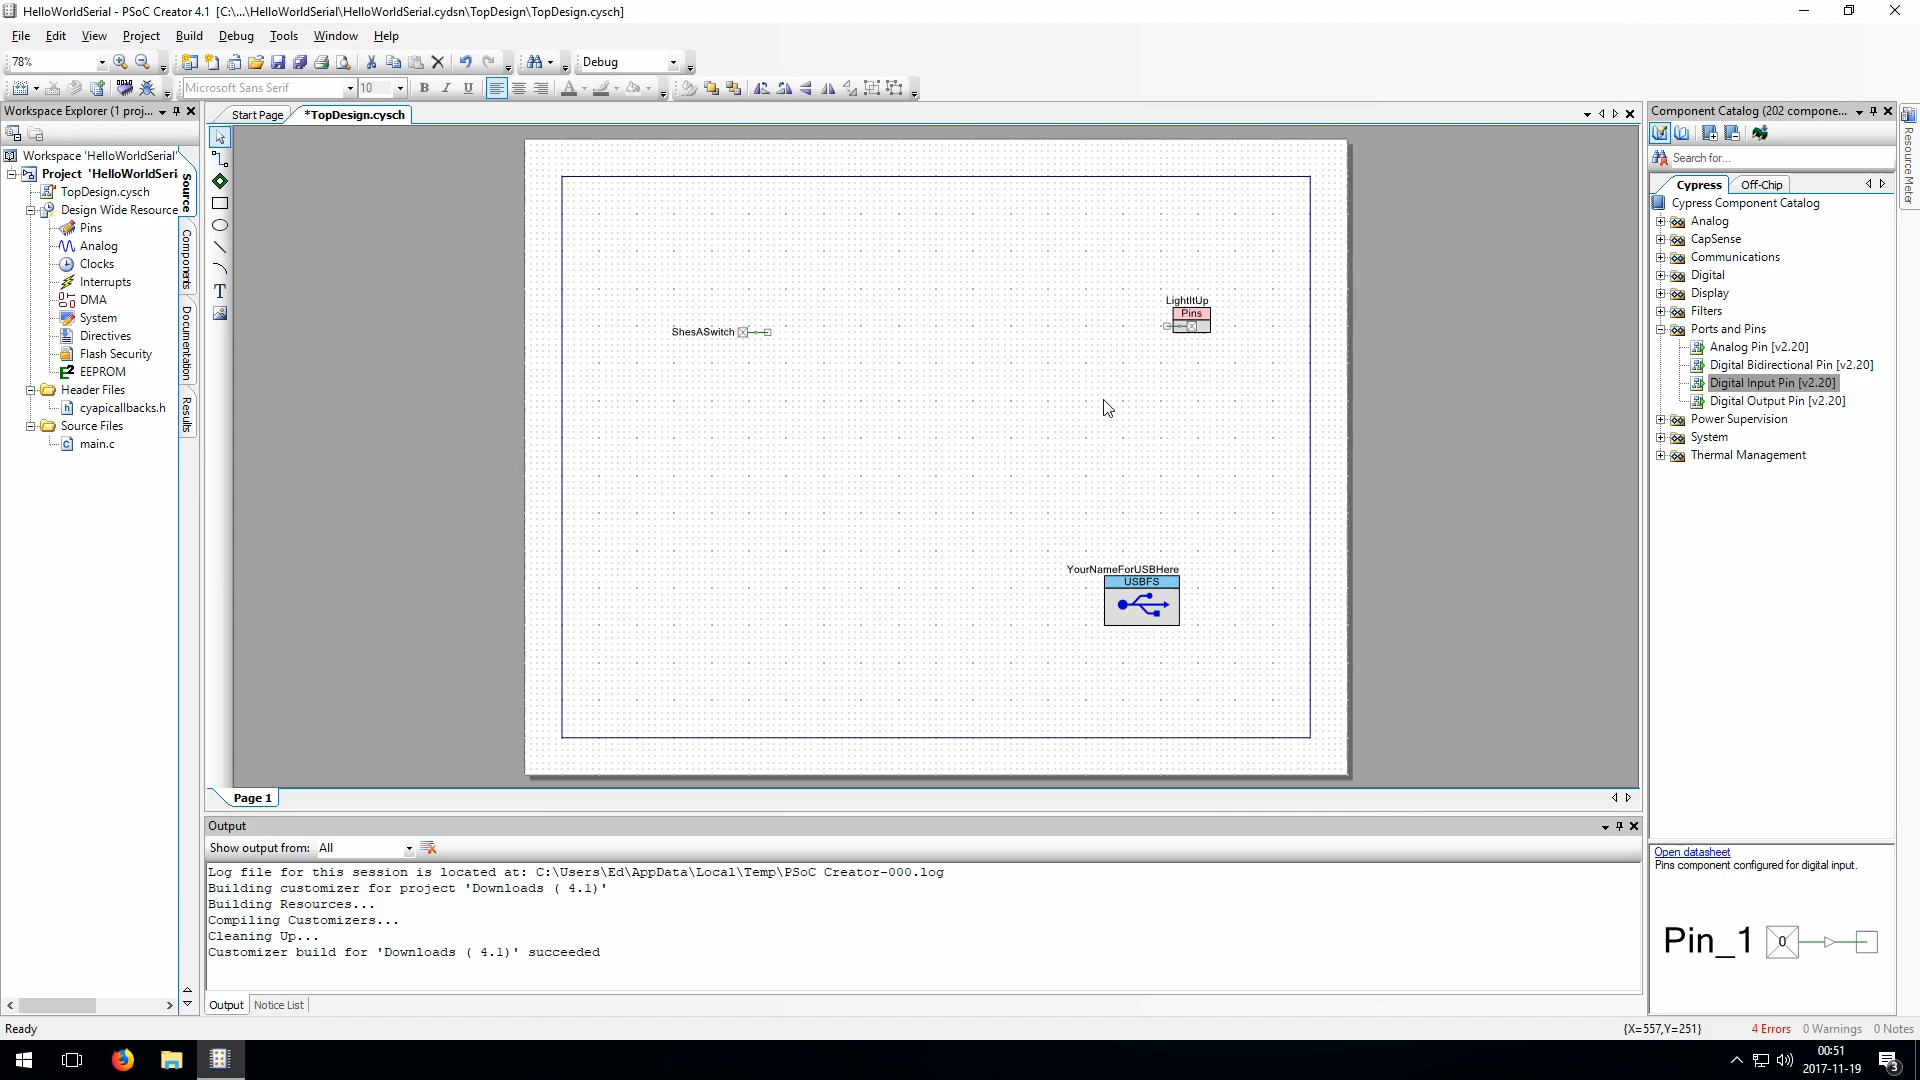 HelloWorldSerial - PSoC Creator 4.1 [C:\...\HelloWorldSerial\HelloWorldSerial.cydsn\TopDesign\TopDesign.cysch]
File Edit View Project Build Debug Tools Window Help
78%
Debug
Microsoft Sans Serif 10 B I U
Workspace Explorer (1 proj...
Start Page *TopDesign.cysch
Workspace 'HelloWorldSerial'
Project 'HelloWorldSeri
TopDesign.cysch
Design Wide Resource
Pins
Analog
Clocks
Interrupts
DMA
System
Directives
Flash Security
EEPROM
Header Files
cyapicallbacks.h
Source Files
main.c
Source
Components
Documentation
Results
T
ShesASwitch
LightItUp
Pins
YourNameForUSBHere
USBFS
Page 1
Component Catalog (202 compone...
Search for...
Cypress Off-Chip
Cypress Component Catalog
Analog
CapSense
Communications
Digital
Display
Filters
Ports and Pins
Analog Pin [v2.20]
Digital Bidirectional Pin [v2.20]
Digital Input Pin [v2.20]
Digital Output Pin [v2.20]
Power Supervision
System
Thermal Management
Resource Meter
Open datasheet
Pins component configured for digital input.
Pin_1 0
Output
Show output from: All
Log file for this session is located at: C:\Users\Ed\AppData\Local\Temp\PSoC Creator-000.log
Building customizer for project 'Downloads ( 4.1)'
Building Resources...
Compiling Customizers...
Cleaning Up...
Customizer build for 'Downloads ( 4.1)' succeeded
Output Notice List
Ready
{X=557,Y=251} 4 Errors 0 Warnings 0 Notes
00:51
2017-11-19
3